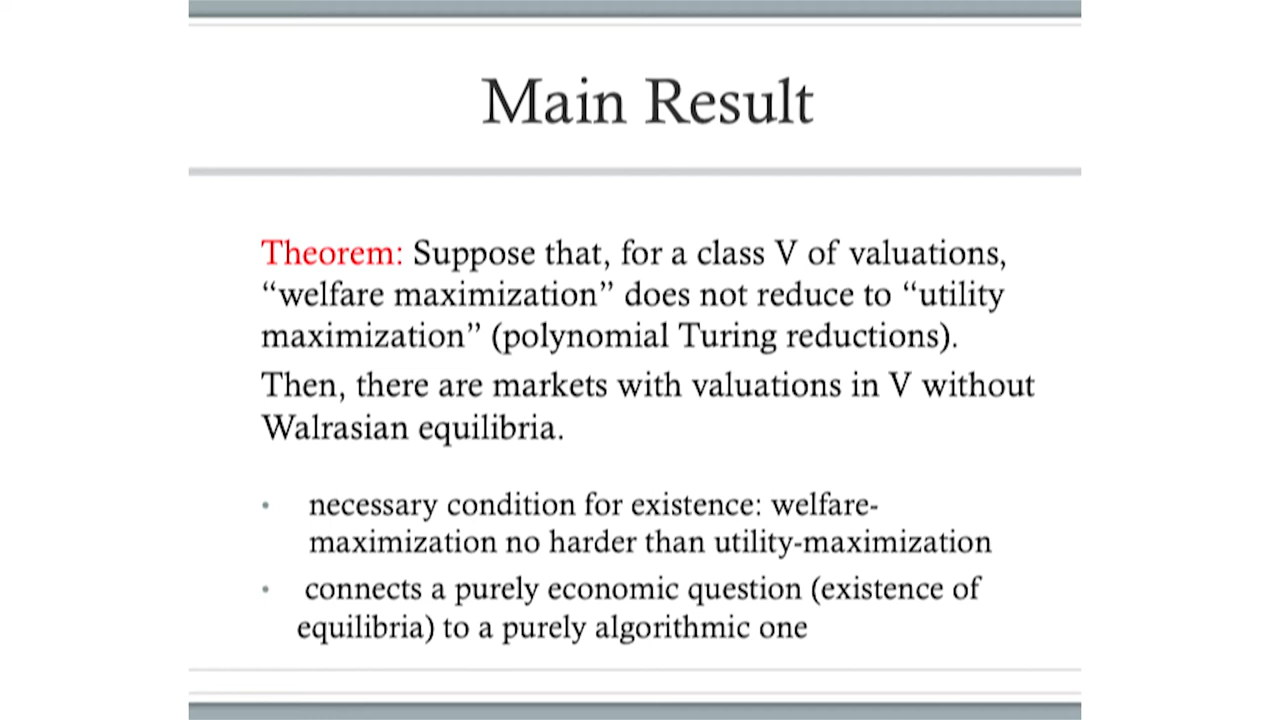 Main Result
Theorem: Suppose that, for a class V of valuations,
“welfare maximization” does not reduce to “utility
maximization” (polynomial Turing reductions).
Then, there are markets with valuations in V without
Walrasian equilibria.
• necessary condition for existence: welfare-
maximization no harder than utility-maximization
• connects a purely economic question (existence of
equilibria) to a purely algorithmic one